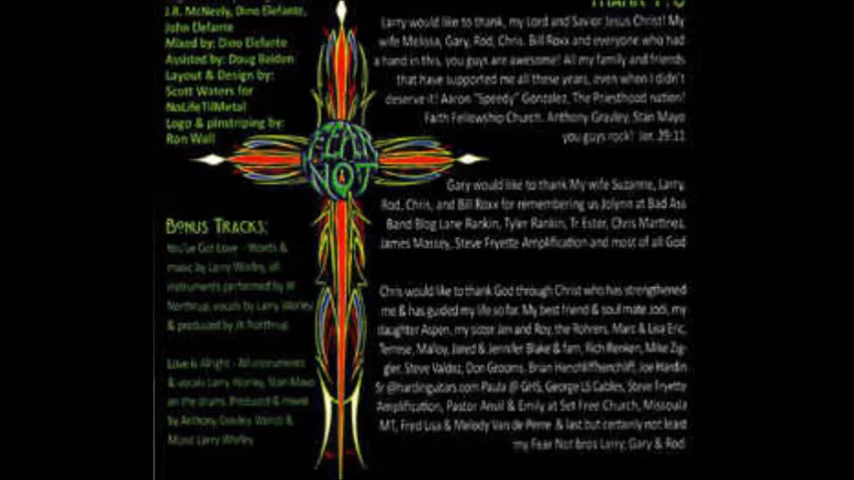 J.R. McNeely, Dino Elefante,
John Elefante
Mixed by: Dino Elefante
Assisted by: Doug Beiden
Layout & Design by:
Scott Waters for
NoLifeTilMetal
Logo & pinstriping by:
Ron Wall
BONUS TRACKS:
You've Got Love - Words &
music by Larry Worley, all
instruments performed by JK
Northrup, vocals by Larry Worley
& produced by JK Northrup
Love is Alright - All instruments
& vocals Larry Worley, Stan Mayo
on the drums. Produced & mixed
by Anthony Gravley Words &
Music Larry Worley
FEAR
NOT
Larry would like to thank, my Lord and Savior Jesus Christ! My
wife Melissa, Gary, Rod, Chris. Bill Roxx and everyone who had
a hand in this, you guys are awesome! All my family and friends
that have supported me all these years, even when I didn't
deserve it! Aaron "Speedy" Gonzalez, The Priesthood nation!
Faith Fellowship Church. Anthony Gravley, Stan Mayo
you guys rock! Jer. 29:11
Gary would like to thank My wife Suzanne, Larry,
Rod, Chris, and Bill Roxx for remembering us Jolynn at Bad Ass
Band Blog Lane Rankin, Tyler Rankin, Tr Ester, Chris Martinez,
James Massey, Steve Fryette Amplification and most of all God
Chris would like to thank God through Christ who has strengthened
me & has guided my life so far. My best friend & soul mate Jodi, my
daughter Aspen, my sister Jen and Roy, the Rohrers, Marc & Lisa Eric,
Malloy, Jared & Jennifer Blake & fam, Rich Renken, Mike Zig-
gler, Steve Valdez, Don Grooms, Brian Joe Hardin
Sr @hardinguitars.com Paula @ GHS, George LS Cables, Steve Fryette
Amplification, Pastor Anvil & Emily at Set Free Church, Missoula
MT, Fred Lisa & Melody Van de Perre & last but certainly not least
my Fear Not bros Larry, Gary & Rod